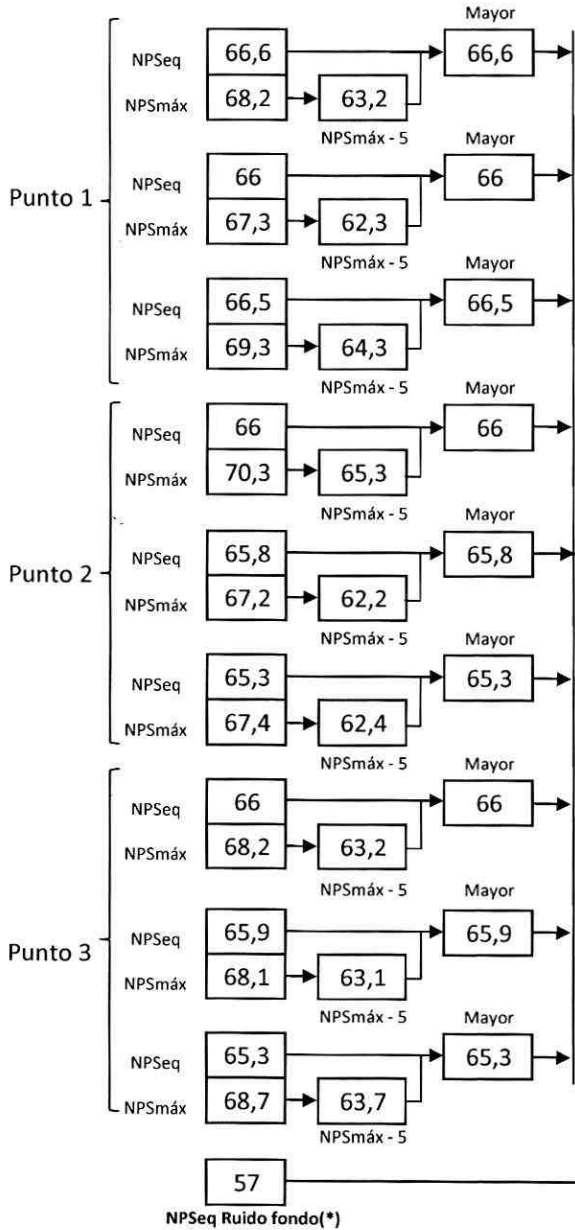 Mayor
NPSeq 66,6 66,6
NPSmáx 68,2 63,2
NPSmáx - 5
Mayor
NPSeq 66 66
Punto 1
NPSmáx 67,3 62,3
NPSmáx - 5
Mayor
NPSeq 66,5 66,5
NPSmáx 69,3 64,3
NPSmáx - 5
Mayor
NPSeq 66 66
NPSmáx 70,3 65,3
NPSmáx - 5
Mayor
NPSeq 65,8 65,8
Punto 2
NPSmáx 67,2 62,2
NPSmáx - 5
Mayor
NPSeq 65,3 65,3
NPSmáx 67,4 62,4
NPSmáx - 5
Mayor
NPSeq 66 66
NPSmáx 68,2 63,2
NPSmáx - 5
Mayor
NPSeq 65,9 65,9
Punto 3
NPSmáx 68,1 63,1
NPSmáx - 5
Mayor
NPSeq 65,3 65,3
NPSmáx 68,7 63,7
NPSmáx - 5
57
NPSeq Ruido fondo(*)